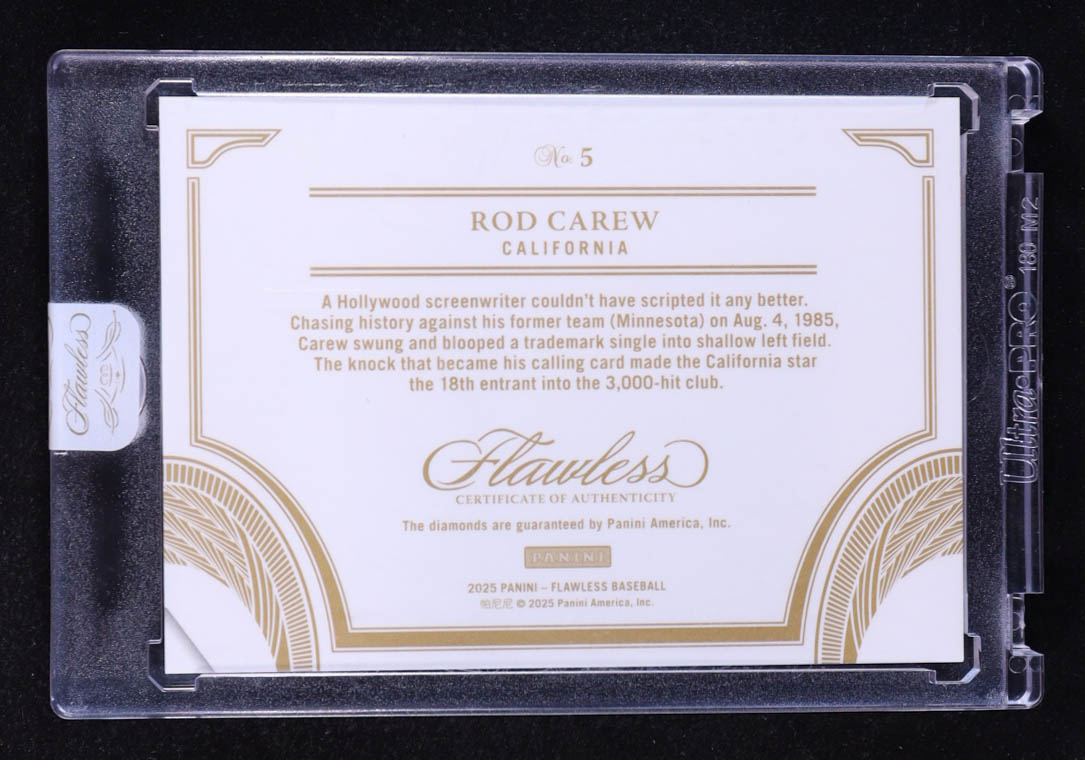 No. 5
ROD CAREW
CALIFORNIA
A Hollywood screenwriter couldn't have scripted it any better.
Chasing history against his former team (Minnesota) on Aug. 4, 1985,
Carew swung and blooped a trademark single into shallow left field.
The knock that became his calling card made the California star
the 18th entrant into the 3,000-hit club.
Flawless
CERTIFICATE OF AUTHENTICITY
The diamonds are guaranteed by Panini America, Inc.
PANINI
2025 PANINI – FLAWLESS BASEBALL
帕尼尼 © 2025 Panini America, Inc.
Flawless
Ultra•PRO® 180 M2